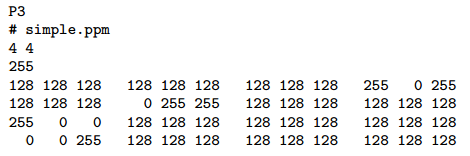 P3
# simple.ppm
4 4
255
128 128 128   128 128 128   128 128 128   255   0 255
128 128 128     0 255 255   128 128 128   128 128 128
255   0   0   128 128 128   128 128 128   128 128 128
  0   0 255   128 128 128   128 128 128   128 128 128